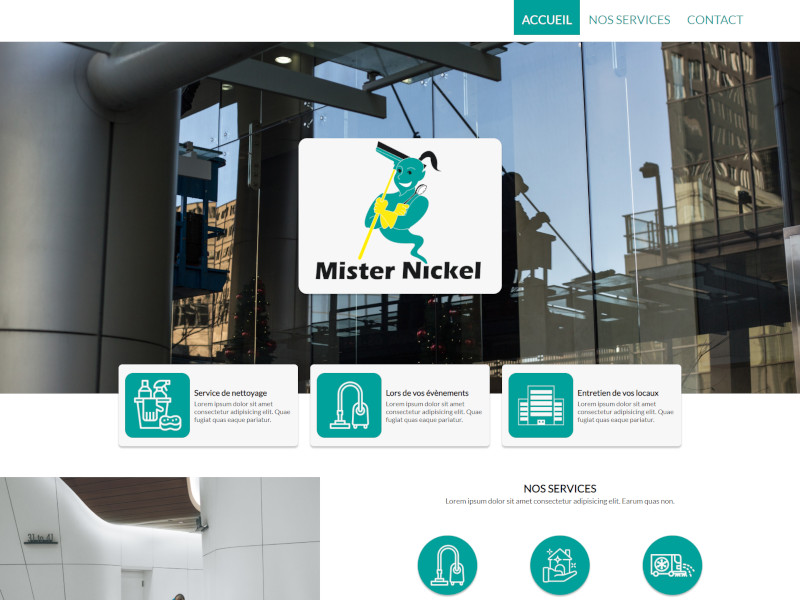 ACCUEIL NOS SERVICES CONTACT
Mister Nickel
Service de nettoyage
Lorem ipsum dolor sit amet
consectetur adipisicing elit. Quae
fugiat quas eaque pariatur.
Lors de vos évènements
Lorem ipsum dolor sit amet
consectetur adipisicing elit. Quae
fugiat quas eaque pariatur.
Entretien de vos locaux
Lorem ipsum dolor sit amet
consectetur adipisicing elit. Quae
fugiat quas eaque pariatur.
NOS SERVICES
Lorem ipsum dolor sit amet consectetur adipisicing elit. Earum quas non.